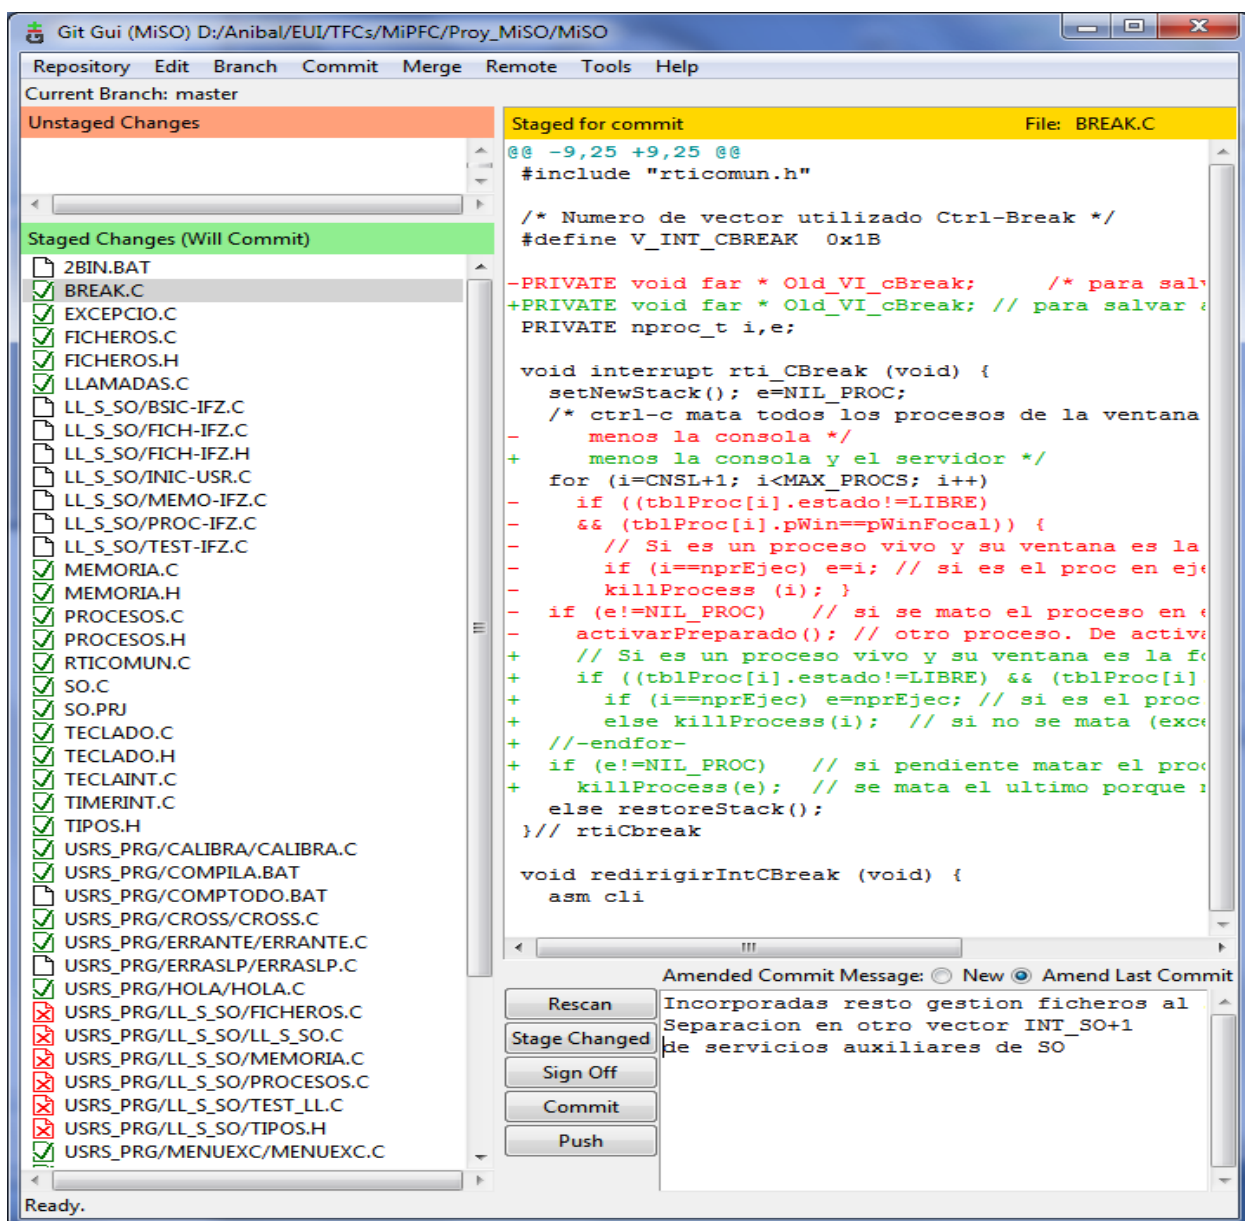 Git Gui (MiSO) D:/Anibal/EUI/TFCs/MiPFC/Proy_MiSO/MiSO
Repository Edit Branch Commit Merge Remote Tools Help
Current Branch: master
Unstaged Changes
Staged Changes (Will Commit)
2BIN.BAT
BREAK.C
EXCEPCIO.C
FICHEROS.C
FICHEROS.H
LLAMADAS.C
LL_S_SO/BSIC-IFZ.C
LL_S_SO/FICH-IFZ.C
LL_S_SO/FICH-IFZ.H
LL_S_SO/INIC-USR.C
LL_S_SO/MEMO-IFZ.C
LL_S_SO/PROC-IFZ.C
LL_S_SO/TEST-IFZ.C
MEMORIA.C
MEMORIA.H
PROCESOS.C
PROCESOS.H
RTICOMUN.C
SO.C
SO.PRJ
TECLADO.C
TECLADO.H
TECLAINT.C
TIMERINT.C
TIPOS.H
USRS_PRG/CALIBRA/CALIBRA.C
USRS_PRG/COMPILA.BAT
USRS_PRG/COMPTODO.BAT
USRS_PRG/CROSS/CROSS.C
USRS_PRG/ERRANTE/ERRANTE.C
USRS_PRG/ERRASLP/ERRASLP.C
USRS_PRG/HOLA/HOLA.C
USRS_PRG/LL_S_SO/FICHEROS.C
USRS_PRG/LL_S_SO/LL_S_SO.C
USRS_PRG/LL_S_SO/MEMORIA.C
USRS_PRG/LL_S_SO/PROCESOS.C
USRS_PRG/LL_S_SO/TEST_LL.C
USRS_PRG/LL_S_SO/TIPOS.H
USRS_PRG/MENUEXC/MENUEXC.C
Staged for commit File: BREAK.C
@@ -9,25 +9,25 @@
#include "rticomun.h"
/* Numero de vector utilizado Ctrl-Break */
#define V_INT_CBREAK 0x1B
-PRIVATE void far * Old_VI_cBreak; /* para salv
+PRIVATE void far * Old_VI_cBreak; // para salvar a
PRIVATE nproc_t i,e;
void interrupt rti_CBreak (void) {
setNewStack(); e=NIL_PROC;
/* ctrl-c mata todos los procesos de la ventana
- menos la consola */
+ menos la consola y el servidor */
for (i=CNSL+1; i<MAX_PROCS; i++)
- if ((tblProc[i].estado!=LIBRE)
- && (tblProc[i].pWin==pWinFocal)) {
- // Si es un proceso vivo y su ventana es la
- if (i==nprEjec) e=i; // si es el proc en eje
- killProcess (i); }
- if (e!=NIL_PROC) // si se mato el proceso en e
- activarPreparado(); // otro proceso. De activa
+ // Si es un proceso vivo y su ventana es la fo
+ if ((tblProc[i].estado!=LIBRE) && (tblProc[i]
+ if (i==nprEjec) e=nprEjec; // si es el proc
+ else killProcess(i); // si no se mata (exce
+ //-endfor-
+ if (e!=NIL_PROC) // si pendiente matar el proc
+ killProcess(e); // se mata el ultimo porque
else restoreStack();
}// rtiCbreak
void redirigirIntCBreak (void) {
asm cli
Amended Commit Message: New Amend Last Commit
Rescan
Stage Changed
Sign Off
Commit
Push
Incorporadas resto gestion ficheros al
Separacion en otro vector INT_SO+1
de servicios auxiliares de SO
Ready.